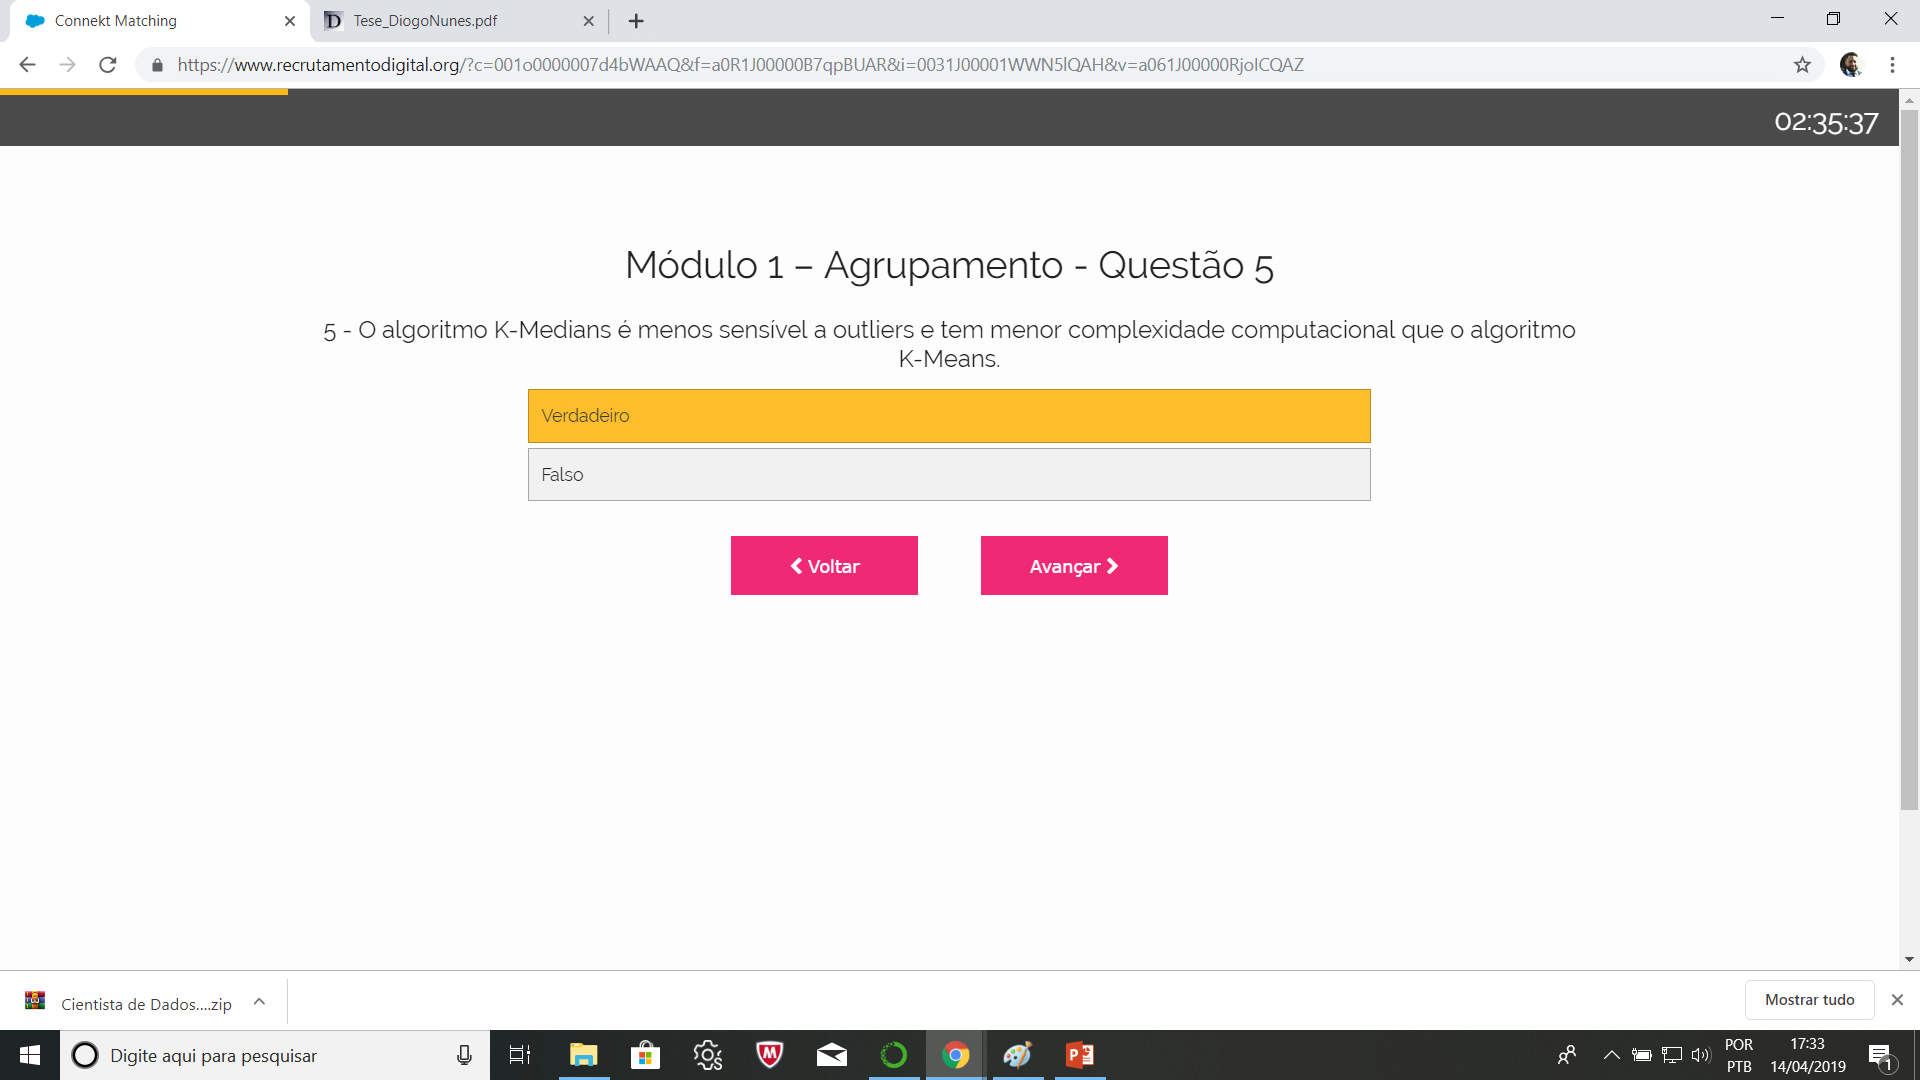 Connekt Matching
Tese_DiogoNunes.pdf
https://www.recrutamentodigital.org/?c=001o0000007d4bWAAQ&f=a0R1J00000B7qpBUAR&i=0031J00001WWN5lQAH&v=a061J00000RjoICQAZ
02:35:37
Módulo 1 – Agrupamento - Questão 5
5 - O algoritmo K-Medians é menos sensível a outliers e tem menor complexidade computacional que o algoritmo
K-Means.
Verdadeiro
Falso
Voltar
Avançar
Cientista de Dados....zip
Mostrar tudo
Digite aqui para pesquisar
POR
PTB
17:33
14/04/2019
1